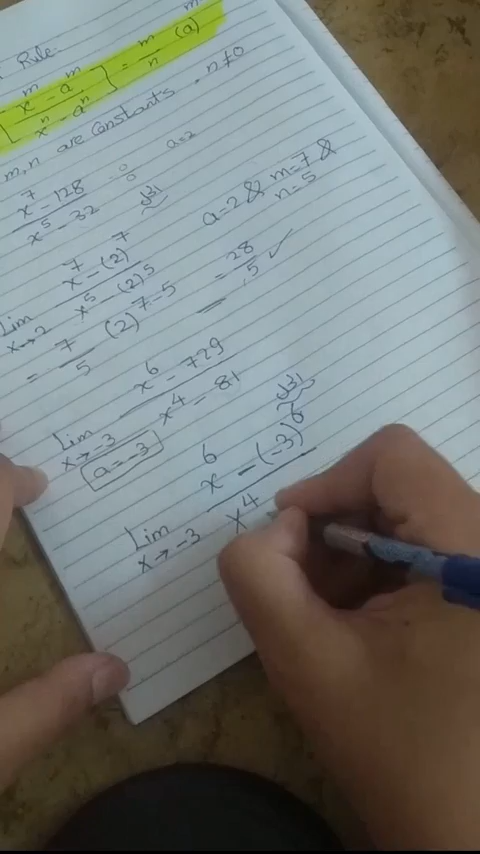 Rule
x^m - a^m / x^n - a^n ] = m/n (a)^m
m, n are constants , n≠0
x^7 - 128 / x^5 - 32 0/0 a=2
Lim x→2 x^7 - (2)^7 / x^5 - (2)^5 a=2 & m=7 & n=5
= 7/5 (2)^7-5 = 28/5 ✓
Lim x→-3 x^6 - 729 / x^4 - 81
a = -3
Lim x→-3 x^6 - (-3)^6 / x^4